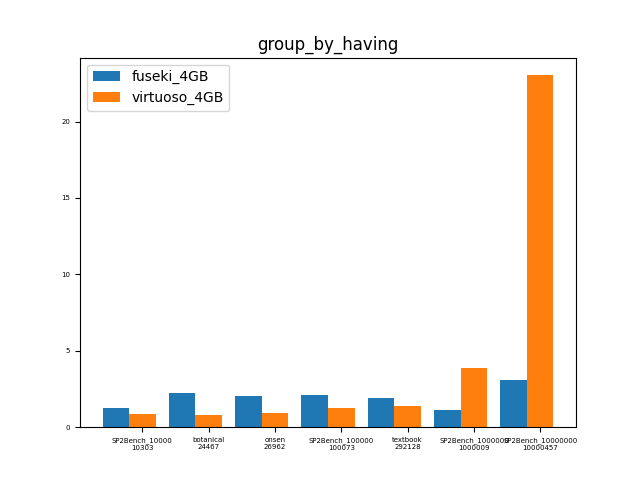 group_by_having
fuseki_4GB
virtuoso_4GB
20
15
10
5
0
SP2Bench_10000
10303
botanical
24467
onsen
26962
SP2Bench_100000
100073
textbook
292128
SP2Bench_1000000
1000009
SP2Bench_10000000
10000457